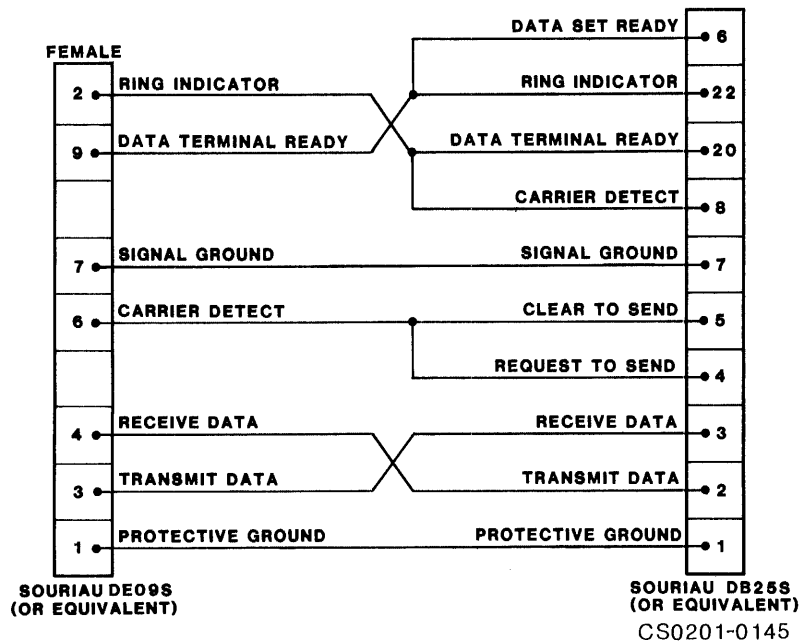 DATA SET READY 6
FEMALE
2 RING INDICATOR RING INDICATOR 22
9 DATA TERMINAL READY DATA TERMINAL READY 20
CARRIER DETECT 8
7 SIGNAL GROUND SIGNAL GROUND 7
6 CARRIER DETECT CLEAR TO SEND 5
REQUEST TO SEND 4
4 RECEIVE DATA RECEIVE DATA 3
3 TRANSMIT DATA TRANSMIT DATA 2
1 PROTECTIVE GROUND PROTECTIVE GROUND 1
SOURIAU DE09S SOURIAU DB25S
(OR EQUIVALENT) (OR EQUIVALENT)
CS0201-0145